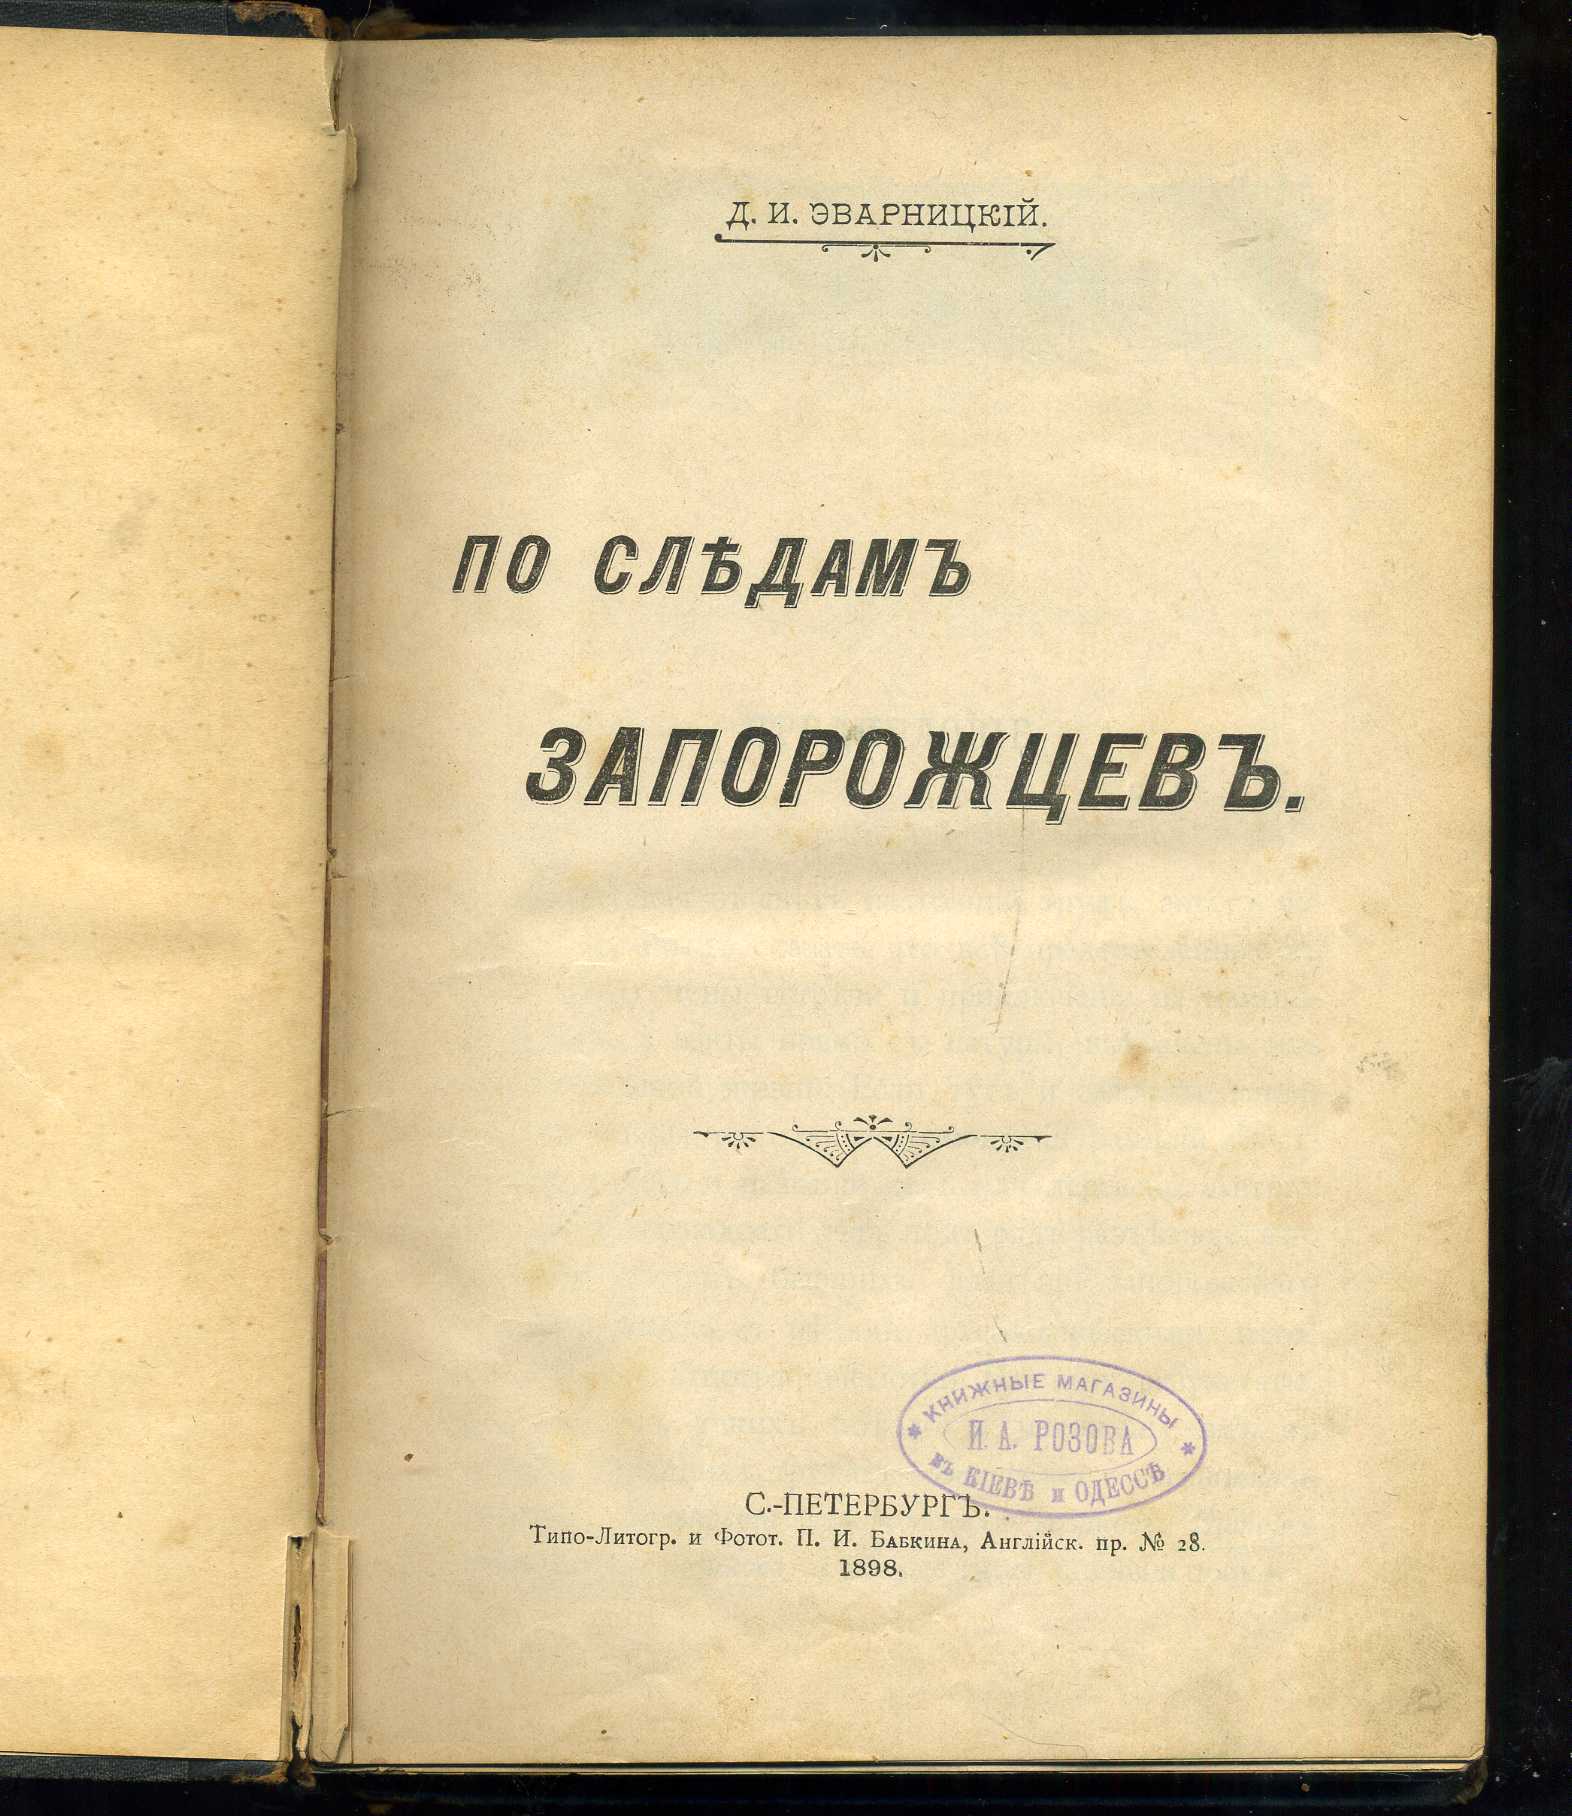 Д. И. ЭВАРНИЦКІЙ.
ПО СЛѢДАМЪ
ЗАПОРОЖЦЕВЪ.
КНИЖНЫЕ МАГАЗИНЫ
И. А. РОЗОВА
въ КІЕВѢ и ОДЕССѢ
С.-ПЕТЕРБУРГЪ.
Типо-Литогр. и Фотот. П. И. Бабкина, Англійск. пр. № 28.
1898.